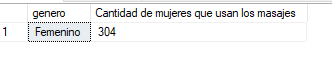 genero Cantidad de mujeres que usan los masajes
1 Femenino 304